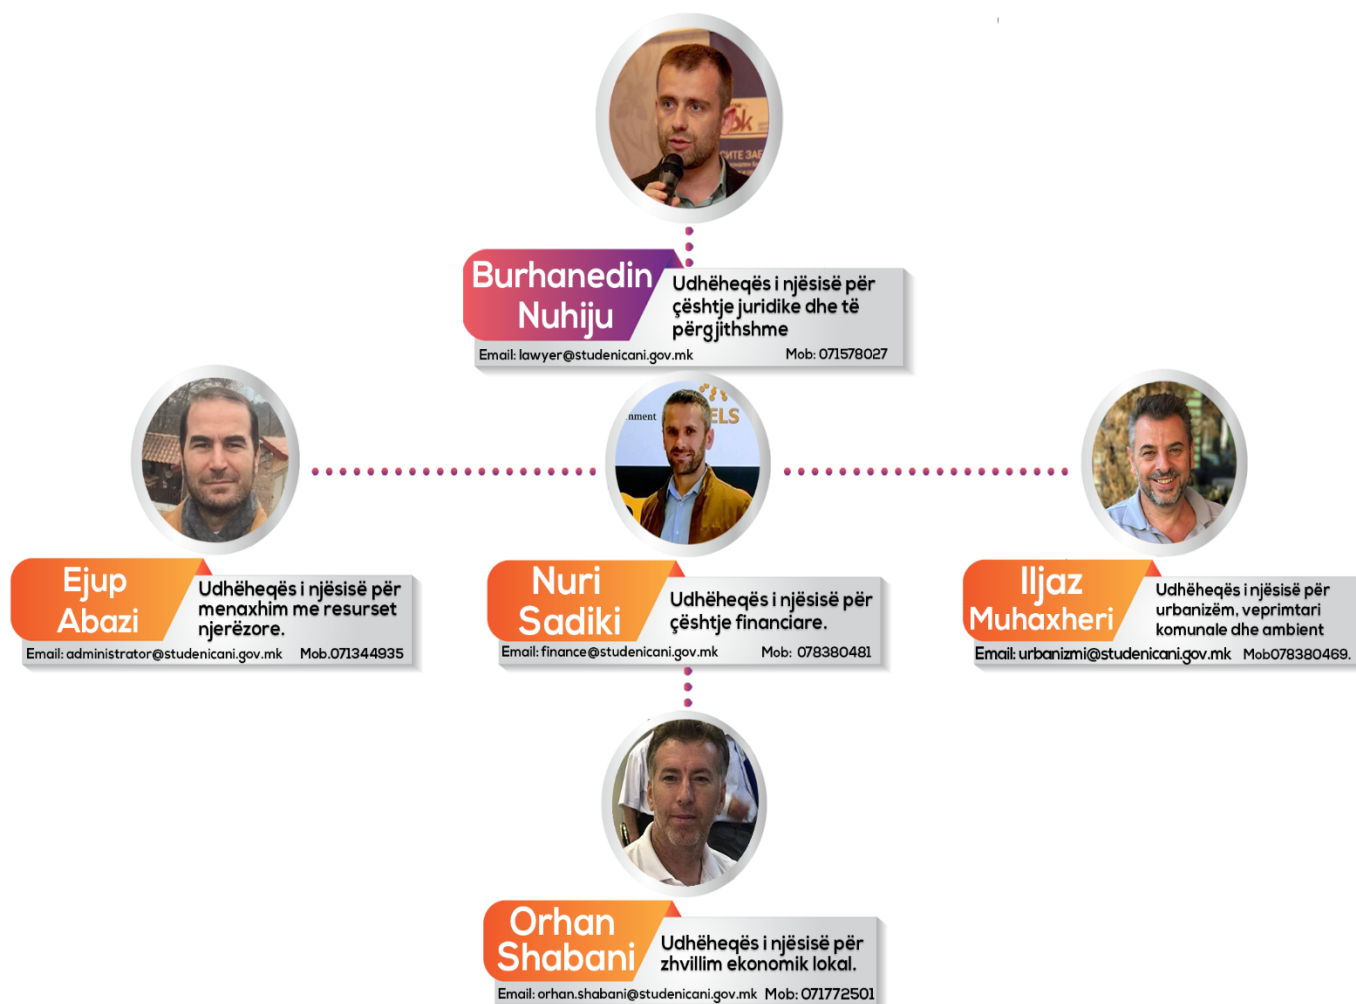 СИТЕ ЗАЕ
Burhanedin
Nuhiju
Udhëheqës i njësisë për
çështje juridike dhe të
përgjithshme
Email: lawyer@studenicani.gov.mk Mob: 071578027
nment
ELS
Ejup
Abazi
Udhëheqës i njësisë për
menaxhim me resurset
njerëzore.
Email: administrator@studenicani.gov.mk Mob.071344935
Nuri
Sadiki
Udhëheqës i njësisë për
çështje financiare.
Email: finance@studenicani.gov.mk Mob: 078380481
Iljaz
Muhaxheri
Udhëheqës i njësisë për
urbanizëm, veprimtari
komunale dhe ambient
Email: urbanizmi@studenicani.gov.mk Mob078380469.
Orhan
Shabani
Udhëheqës i njësisë për
zhvillim ekonomik lokal.
Email: orhan.shabani@studenicani.gov.mk Mob: 071772501